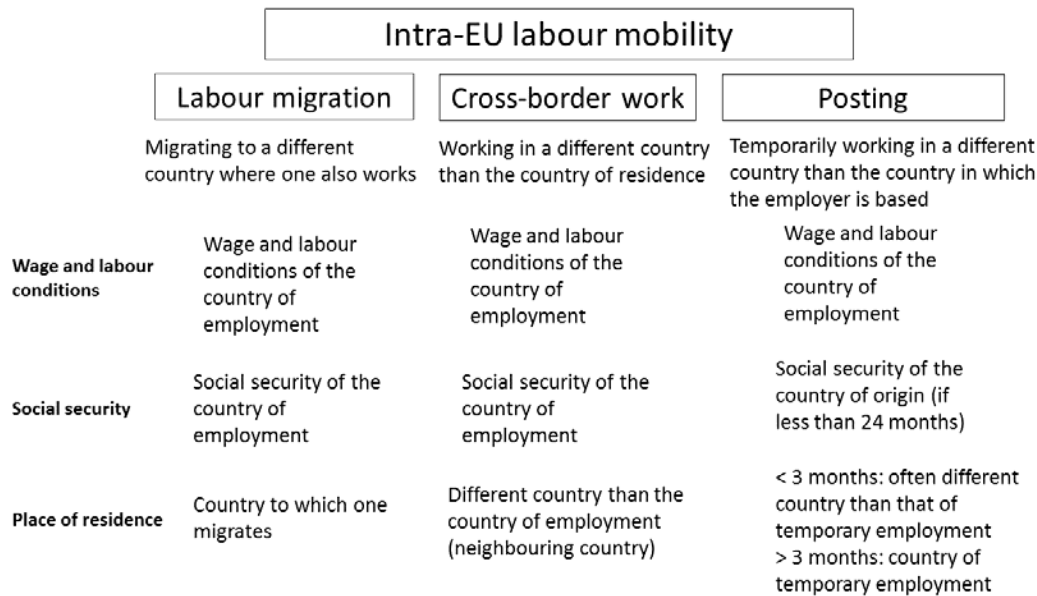 Intra-EU labour mobility
Labour migration
Cross-border work
Posting
Migrating to a different
country where one also works
Working in a different country
than the country of residence
Temporarily working in a different
country than the country in which
the employer is based
Wage and labour
conditions
Wage and labour
conditions of the
country of
employment
Wage and labour
conditions of the
country of
employment
Wage and labour
conditions of the
country of
employment
Social security
Social security of the
country of
employment
Social security of the
country of
employment
Social security of the
country of origin (if
less than 24 months)
Place of residence
Country to which one
migrates
Different country than the
country of employment
(neighbouring country)
< 3 months: often different
country than that of
temporary employment
> 3 months: country of
temporary employment